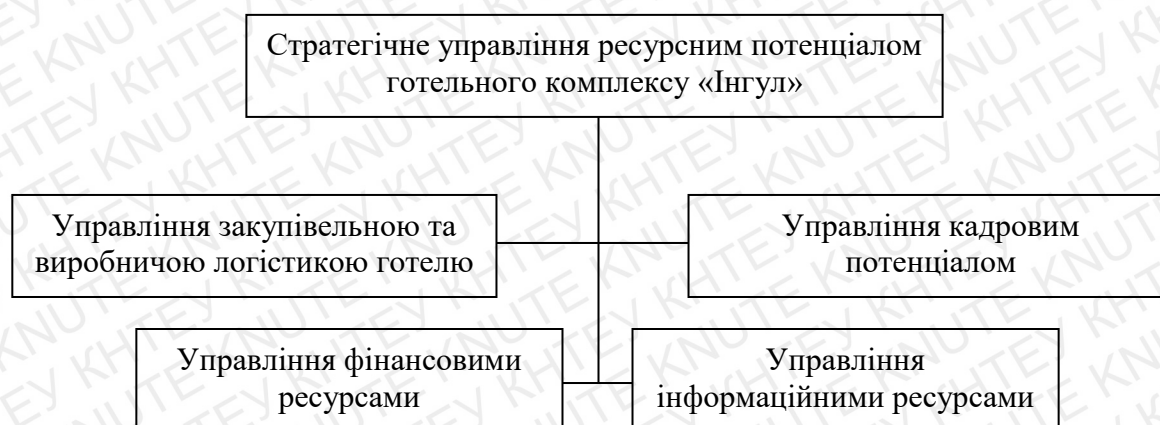 Стратегічне управління ресурсним потенціалом
готельного комплексу «Інгул»
Управління закупівельною та
виробничою логістикою готелю
Управління кадровим
потенціалом
Управління фінансовими
ресурсами
Управління
інформаційними ресурсами